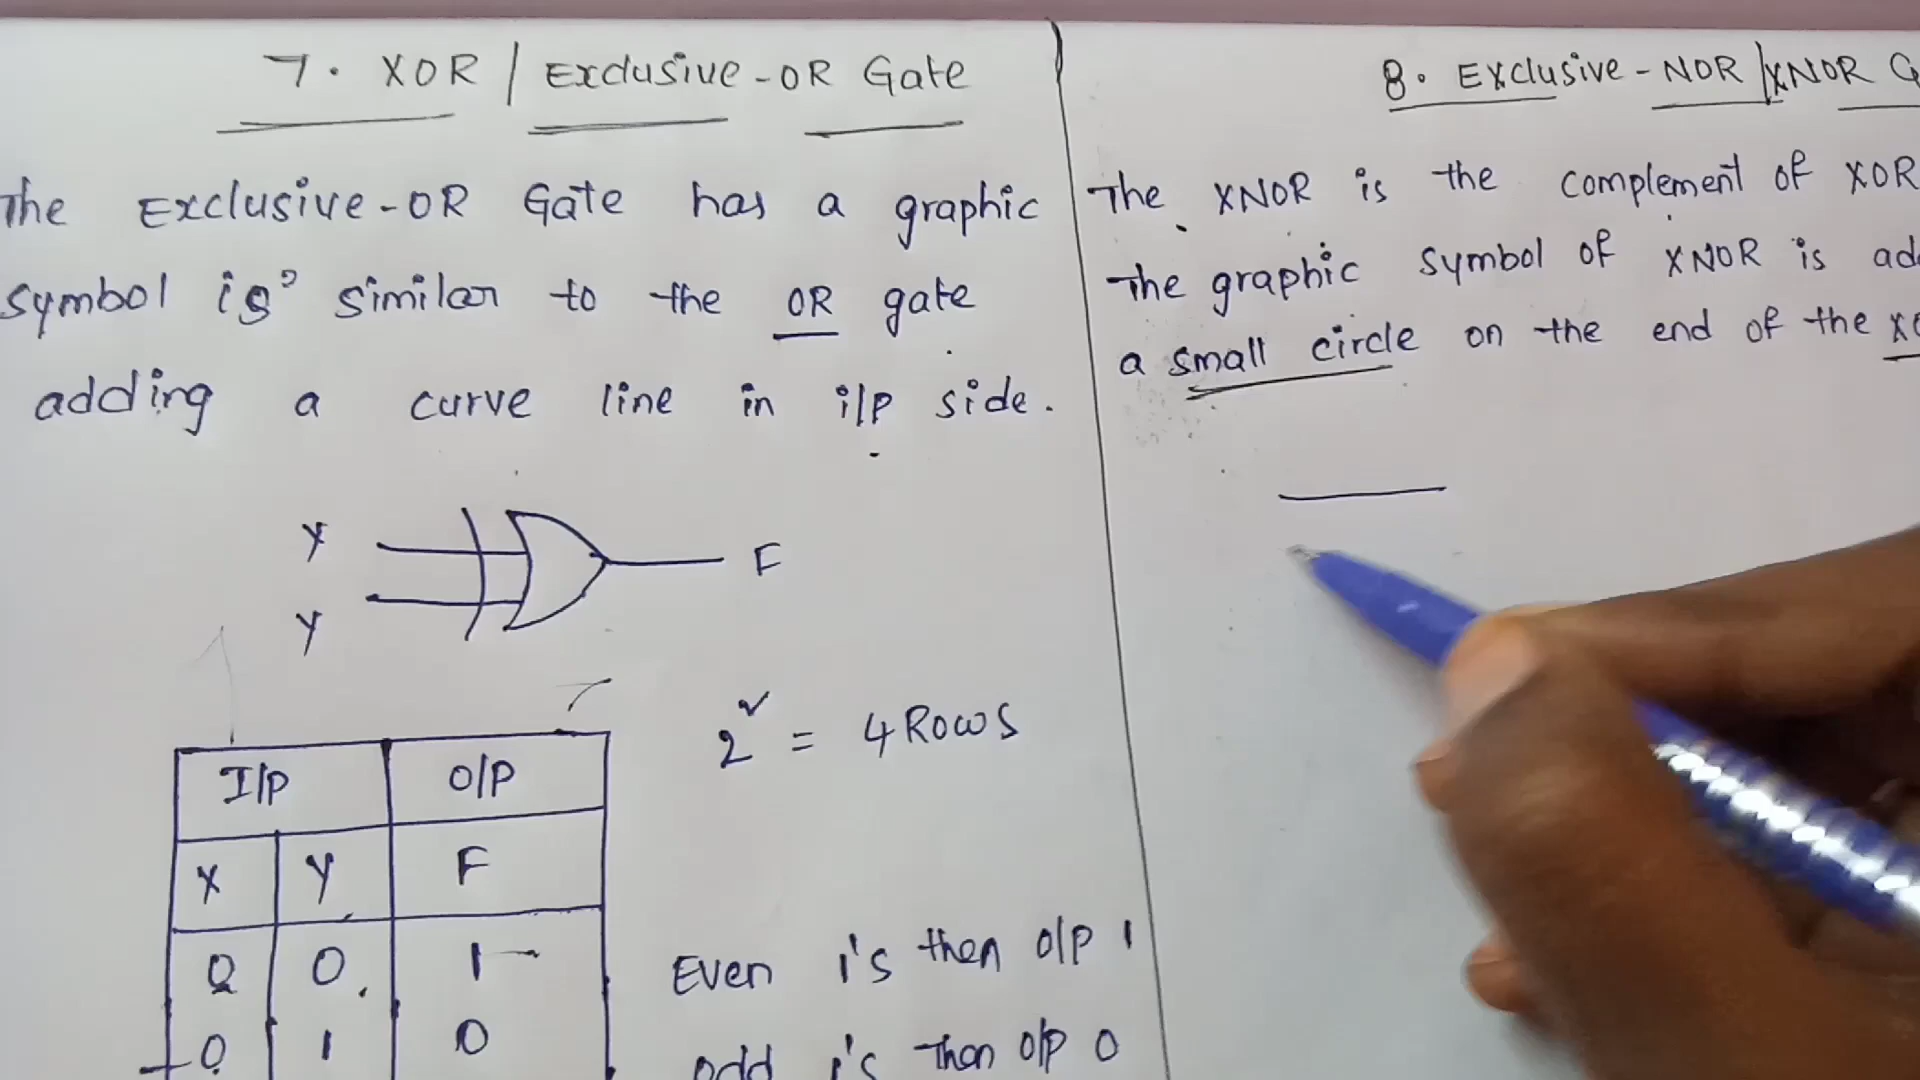 7. XOR / Exclusive-OR Gate
The Exclusive-OR Gate has a graphic
symbol is similar to the OR gate
adding a curve line in i/p side.
X
Y
F
2² = 4 Rows
I/P O/P
X Y F
0 0 1
0 1 0
Even 1's then O/P 1
odd 1's then O/P 0
8. Exclusive-NOR / XNOR G
The XNOR is the complement of XOR
The graphic symbol of XNOR is ad
a small circle on the end of the XO